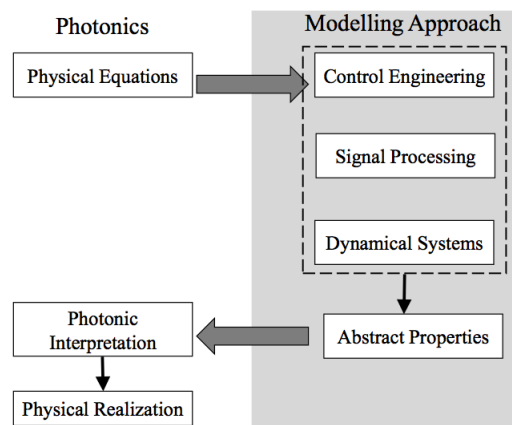 Photonics
Modelling Approach
Physical Equations
Control Engineering
Signal Processing
Dynamical Systems
Photonic
Interpretation
Abstract Properties
Physical Realization